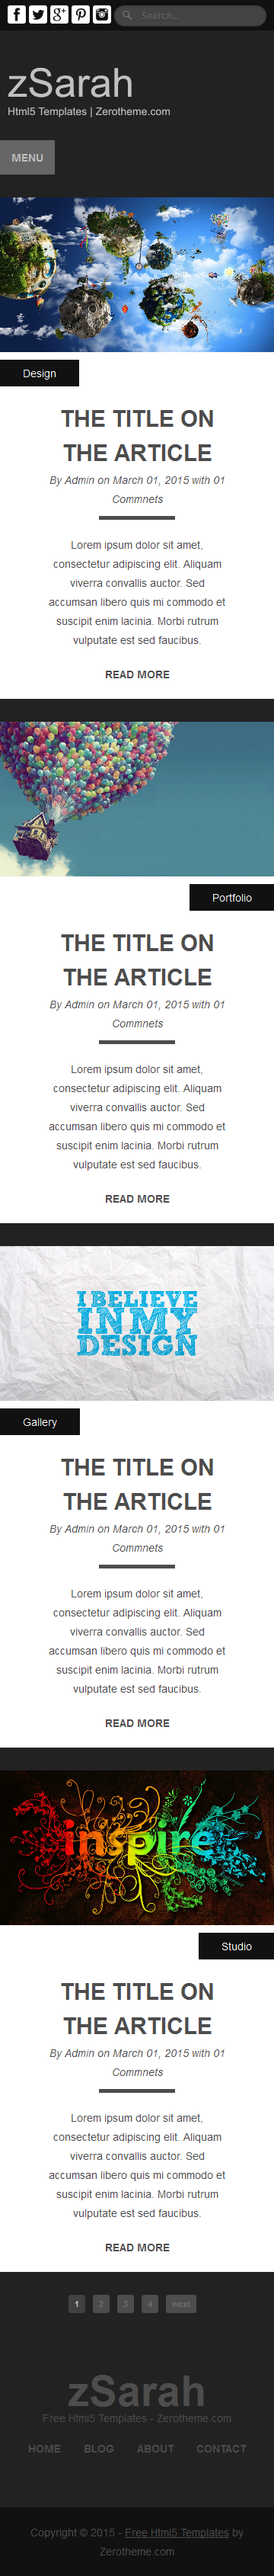 Search...
zSarah
Html5 Templates | Zerotheme.com
MENU
Design
THE TITLE ON
THE ARTICLE
By Admin on March 01, 2015 with 01
Commnets
Lorem ipsum dolor sit amet,
consectetur adipiscing elit. Aliquam
viverra convallis auctor. Sed
accumsan libero quis mi commodo et
suscipit enim lacinia. Morbi rutrum
vulputate est sed faucibus.
READ MORE
Portfolio
THE TITLE ON
THE ARTICLE
By Admin on March 01, 2015 with 01
Commnets
Lorem ipsum dolor sit amet,
consectetur adipiscing elit. Aliquam
viverra convallis auctor. Sed
accumsan libero quis mi commodo et
suscipit enim lacinia. Morbi rutrum
vulputate est sed faucibus.
READ MORE
I BELIEVE
IN MY
DESIGN
Gallery
THE TITLE ON
THE ARTICLE
By Admin on March 01, 2015 with 01
Commnets
Lorem ipsum dolor sit amet,
consectetur adipiscing elit. Aliquam
viverra convallis auctor. Sed
accumsan libero quis mi commodo et
suscipit enim lacinia. Morbi rutrum
vulputate est sed faucibus.
READ MORE
inspire
Studio
THE TITLE ON
THE ARTICLE
By Admin on March 01, 2015 with 01
Commnets
Lorem ipsum dolor sit amet,
consectetur adipiscing elit. Aliquam
viverra convallis auctor. Sed
accumsan libero quis mi commodo et
suscipit enim lacinia. Morbi rutrum
vulputate est sed faucibus.
READ MORE
1 2 3 4 next
zSarah
Free Html5 Templates - Zerotheme.com
HOME BLOG ABOUT CONTACT
Copyright © 2015 - Free Html5 Templates by
Zerotheme.com